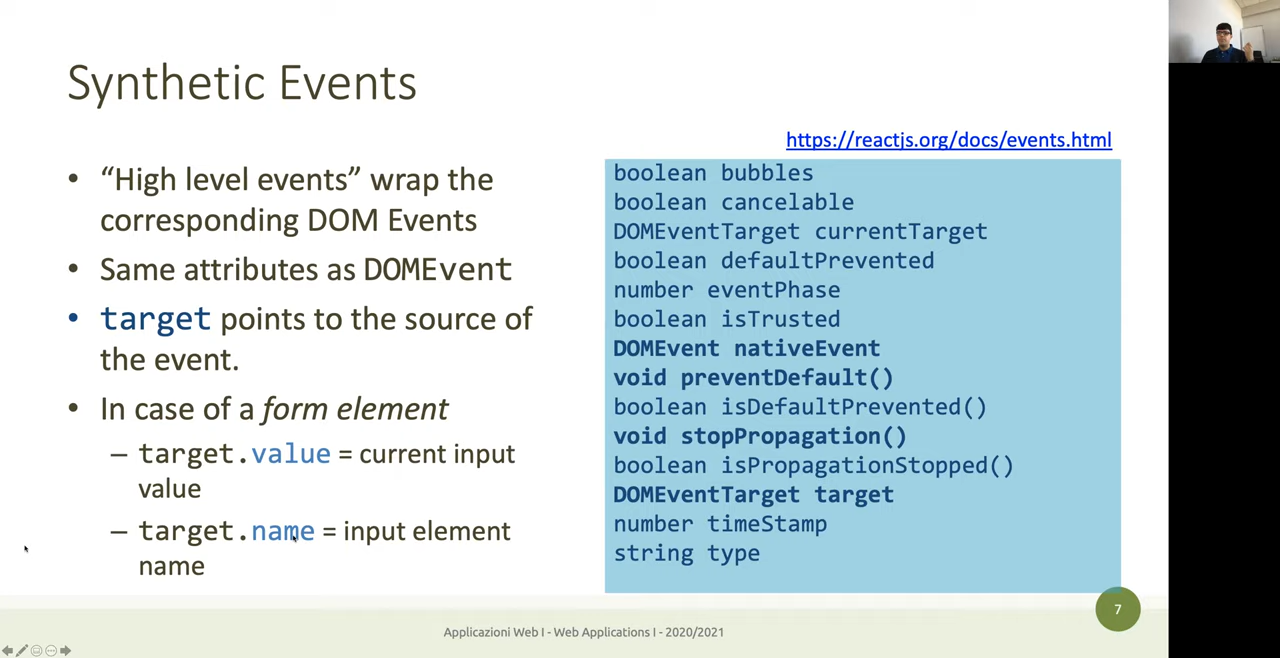 Synthetic Events
https://reactjs.org/docs/events.html
• “High level events” wrap the
corresponding DOM Events
• Same attributes as DOMEvent
• target points to the source of
the event.
• In case of a form element
– target.value = current input
value
– target.name = input element
name
boolean bubbles
boolean cancelable
DOMEventTarget currentTarget
boolean defaultPrevented
number eventPhase
boolean isTrusted
DOMEvent nativeEvent
void preventDefault()
boolean isDefaultPrevented()
void stopPropagation()
boolean isPropagationStopped()
DOMEventTarget target
number timeStamp
string type
7
Applicazioni Web I - Web Applications I - 2020/2021